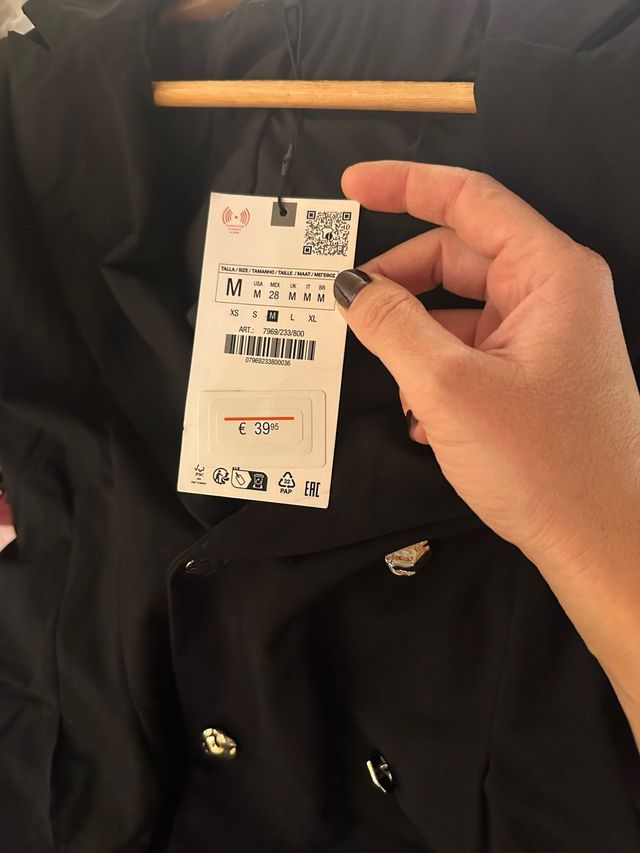 TALLA / SIZE / TAMANHO / TAILLE / MAAT /
M
USA MEX UK IT BR
M 28 M M M
XS S M L XL
ART.: 7969/233/800
07969233800036
€ 39,95
22
PAP
EAC